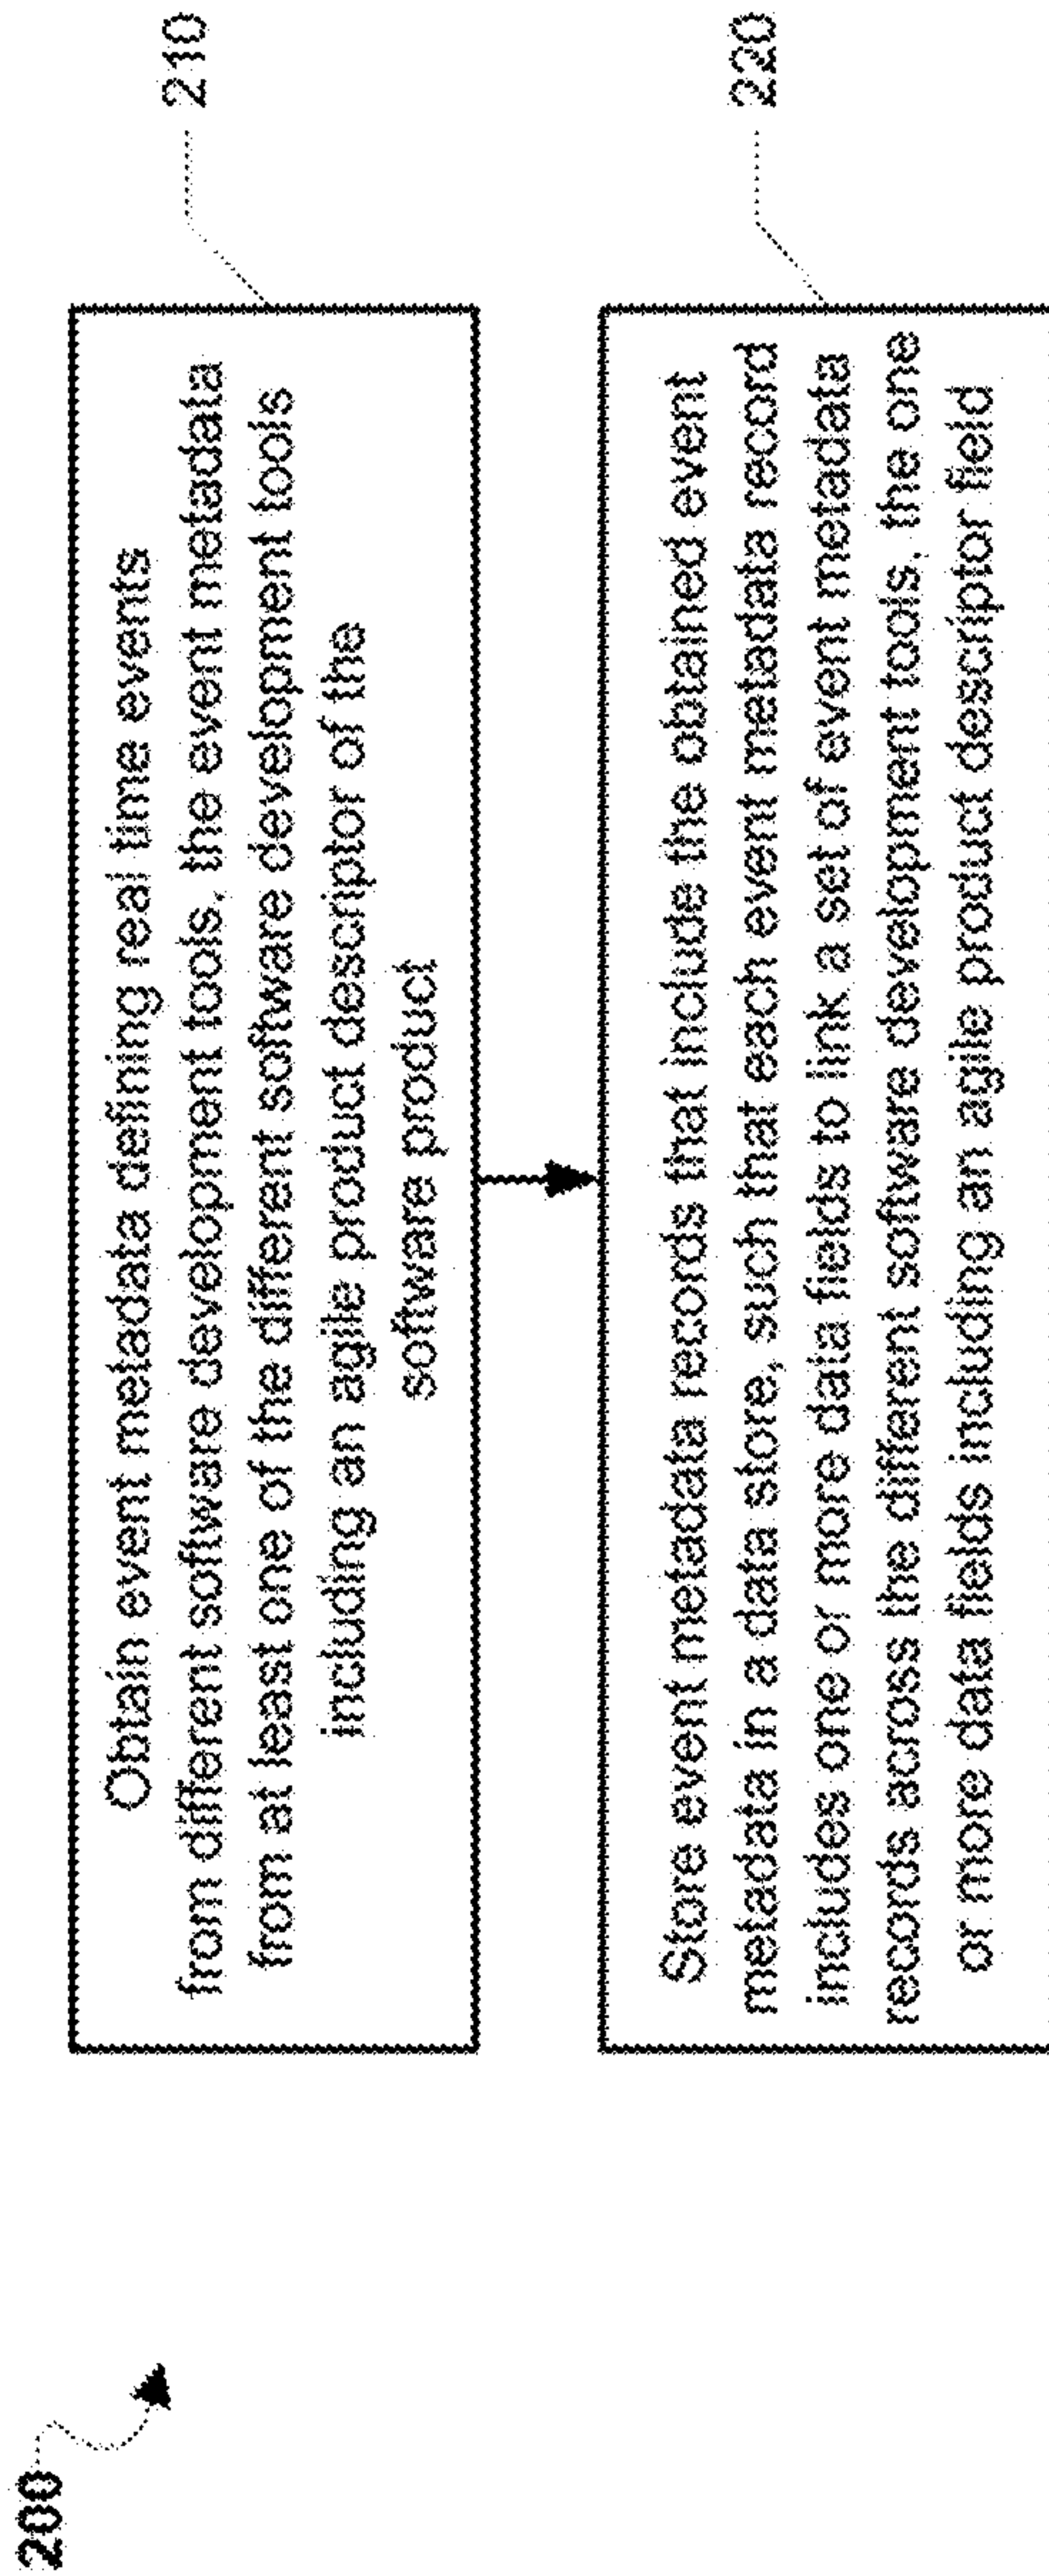 200
Obtain event metadata defining real time events
from different software development tools, the event metadata
from at least one of the different software development tools
including an agile product descriptor of the
software product
210
Store event metadata records that include the obtained event
metadata in a data store, such that each event metadata record
includes one or more data fields to link a set of event metadata
records across the different software development tools, the one
or more data fields including an agile product descriptor field
220